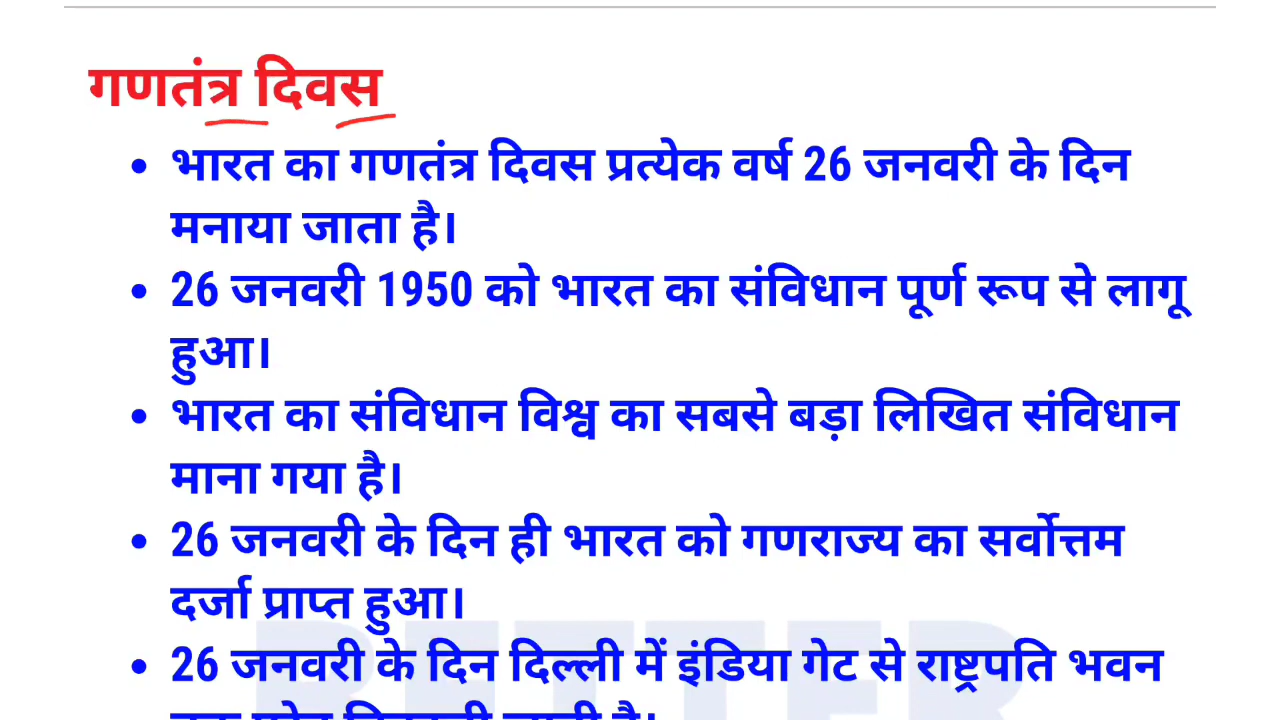 गणतंत्र दिवस
• भारत का गणतंत्र दिवस प्रत्येक वर्ष 26 जनवरी के दिन
मनाया जाता है।
• 26 जनवरी 1950 को भारत का संविधान पूर्ण रूप से लागू
हुआ।
• भारत का संविधान विश्व का सबसे बड़ा लिखित संविधान
माना गया है।
• 26 जनवरी के दिन ही भारत को गणराज्य का सर्वोत्तम
दर्जा प्राप्त हुआ।
• 26 जनवरी के दिन दिल्ली में इंडिया गेट से राष्ट्रपति भवन
BETTER